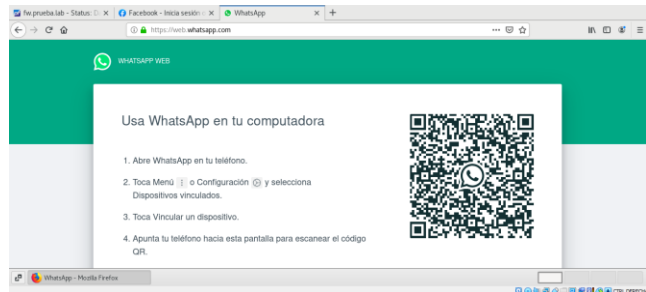 fw.prueba.lab - Status: D
Facebook - Inicia sesión
WhatsApp
https://web.whatsapp.com
WHATSAPP WEB
Usa WhatsApp en tu computadora
1. Abre WhatsApp en tu teléfono.
2. Toca Menú o Configuración y selecciona
Dispositivos vinculados.
3. Toca Vincular un dispositivo.
4. Apunta tu teléfono hacia esta pantalla para escanear el código
QR.
WhatsApp - Mozilla Firefox
CTRL DERECHA